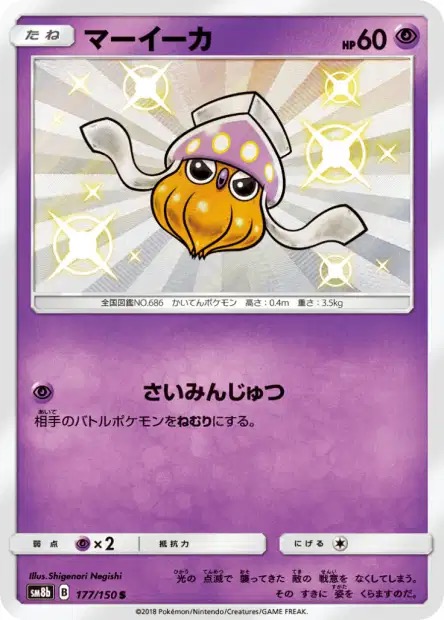 たね マーイーカ HP60
全国図鑑NO.686 かいてんポケモン 高さ：0.4m 重さ：3.5kg
さいみんじゅつ
相手のバトルポケモンをねむりにする。
弱点 ×2 抵抗力 にげる
Illus.Shigenori Negishi
光の 点滅で 襲ってきた 敵の 戦意を なくしてしまう。
その すきに 姿を くらますのだ。
sm8b B 177/150 S
©2018 Pokémon/Nintendo/Creatures/GAME FREAK.